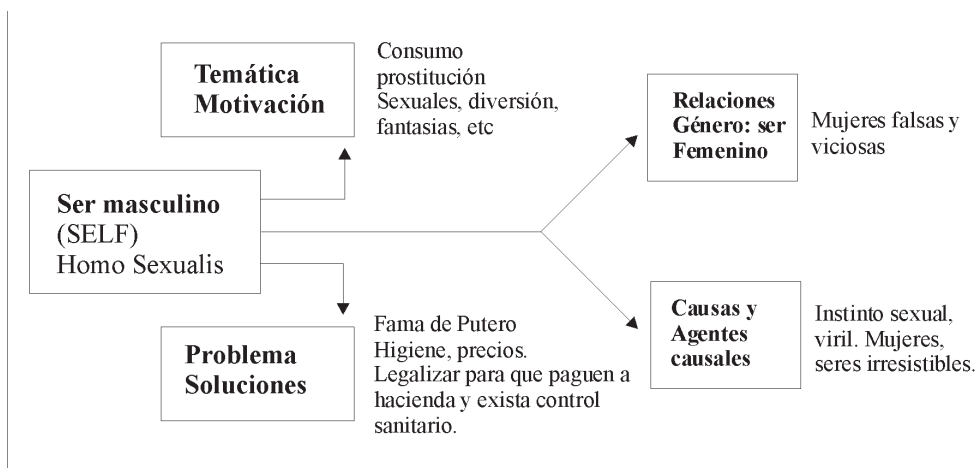 Temática
Motivación
Consumo
prostitución
Sexuales, diversión,
fantasias, etc
Relaciones
Género: ser
Femenino
Mujeres falsas y
viciosas
Ser masculino
(SELF)
Homo Sexualis
Problema
Soluciones
Fama de Putero
Higiene, precios.
Legalizar para que paguen a
hacienda y exista control
sanitario.
Causas y
Agentes
causales
Instinto sexual,
viril. Mujeres,
seres irresistibles.